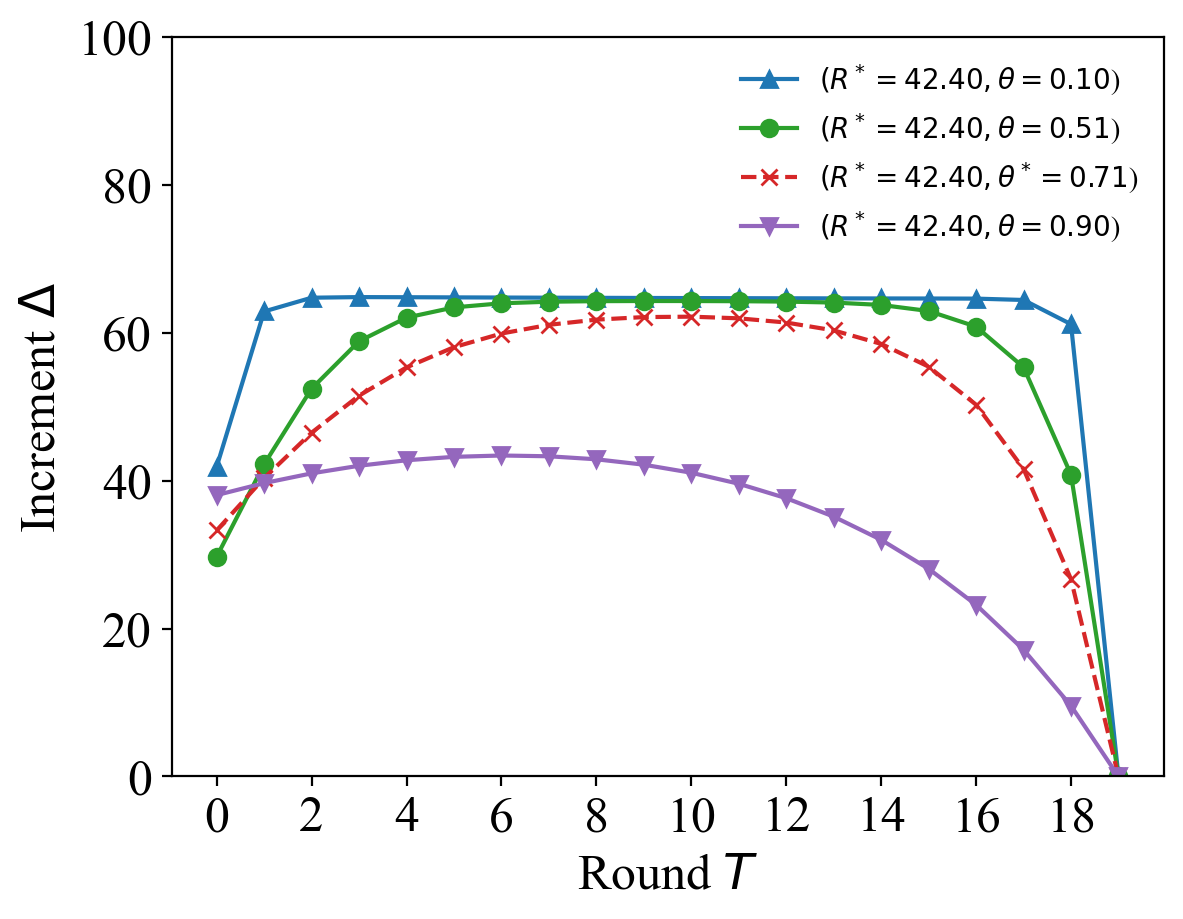 100
80
60
40
20
0
Increment Δ
(R* = 42.40, θ = 0.10)
(R* = 42.40, θ = 0.51)
(R* = 42.40, θ* = 0.71)
(R* = 42.40, θ = 0.90)
0 2 4 6 8 10 12 14 16 18
Round T